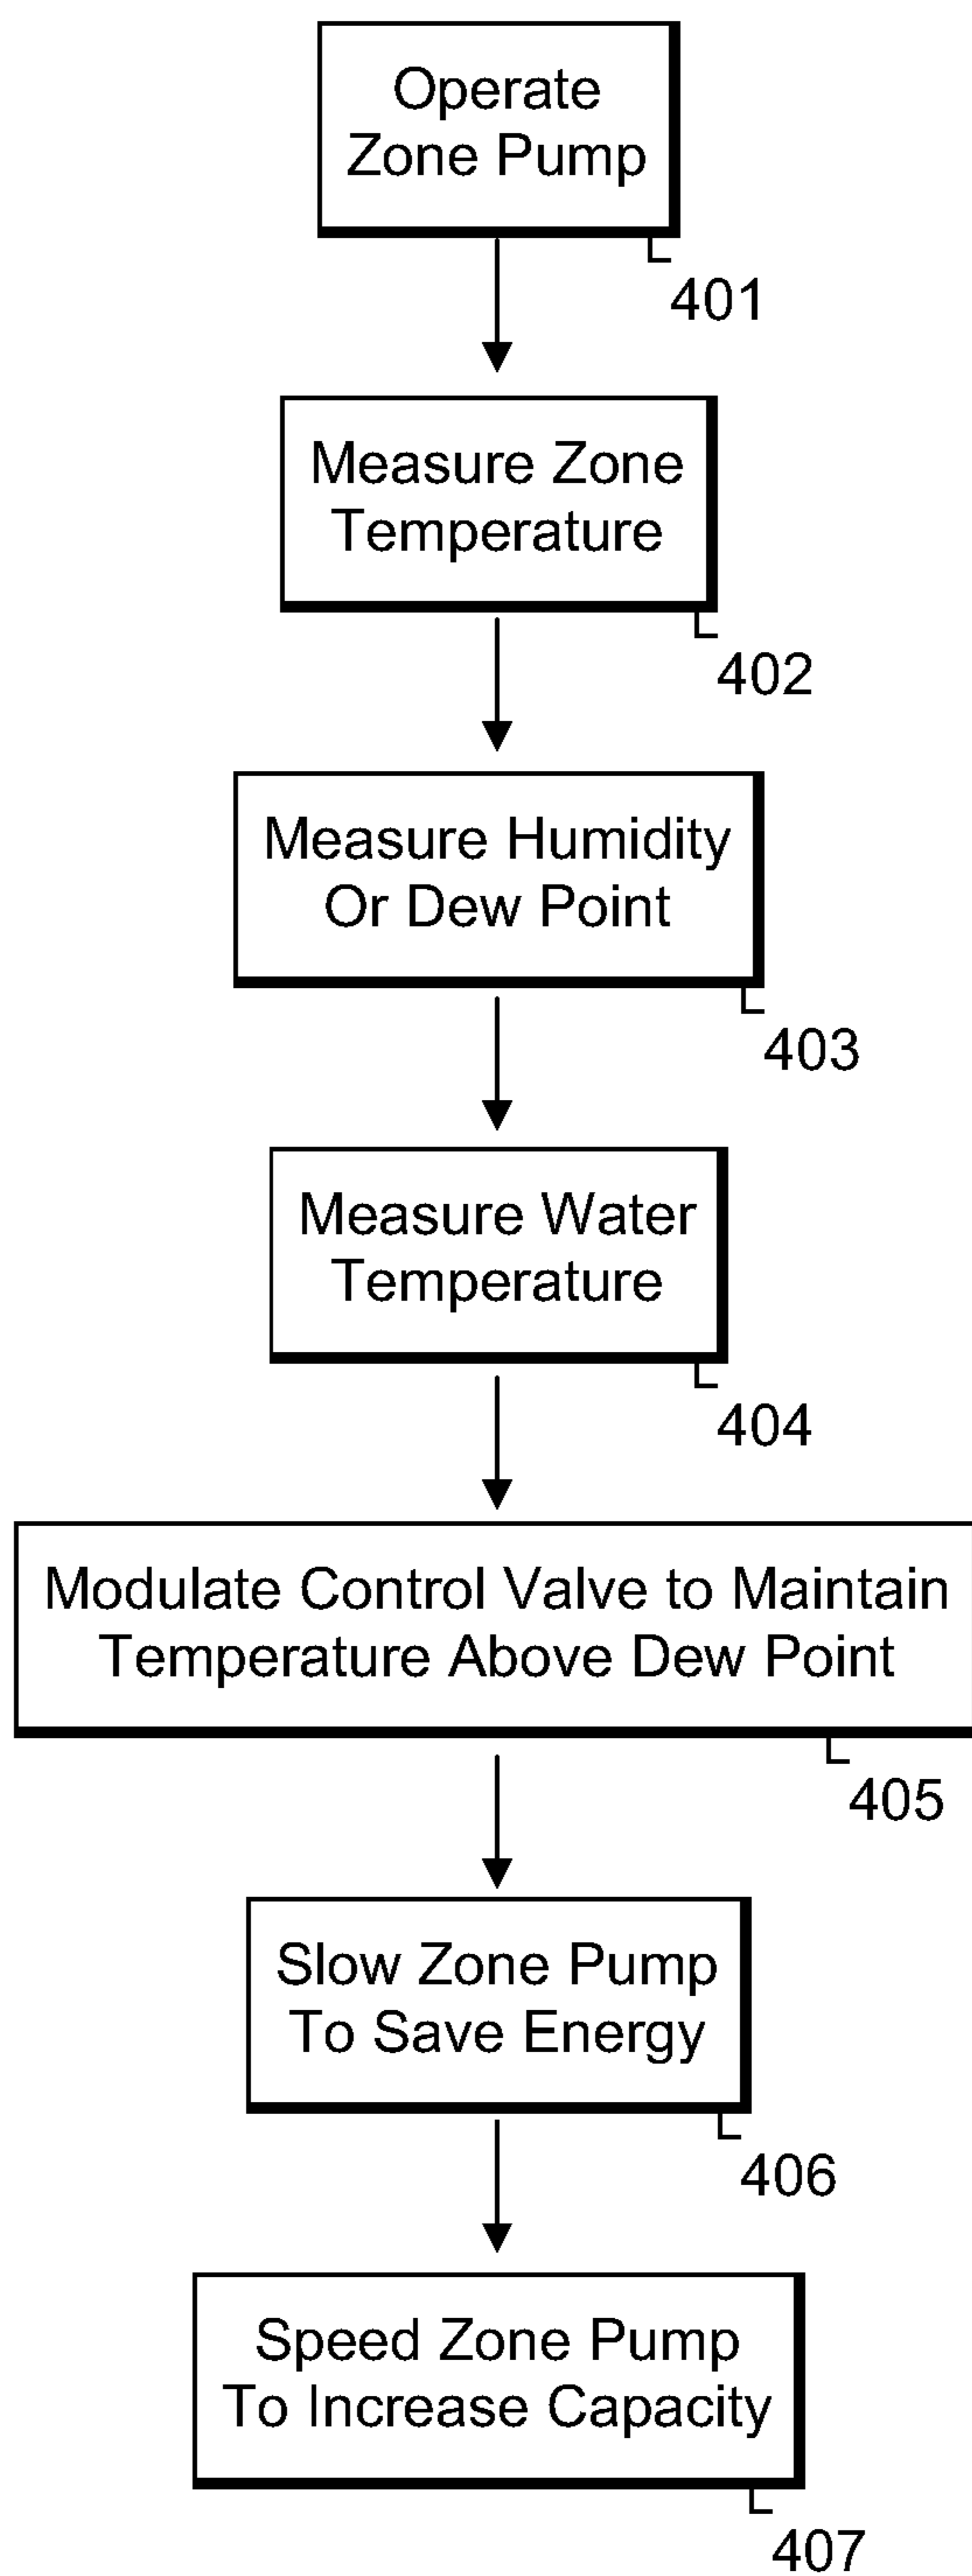 Operate
Zone Pump
401
Measure Zone
Temperature
402
Measure Humidity
Or Dew Point
403
Measure Water
Temperature
404
Modulate Control Valve to Maintain
Temperature Above Dew Point
405
Slow Zone Pump
To Save Energy
406
Speed Zone Pump
To Increase Capacity
407